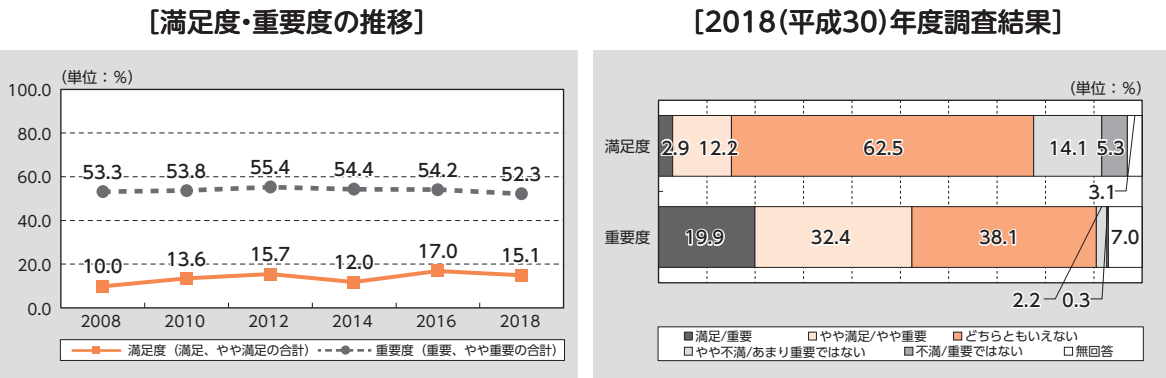 [満足度・重要度の推移]
(単位：%)
100.0
80.0
60.0
40.0
20.0
0.0
53.3 53.8 55.4 54.4 54.2 52.3
10.0 13.6 15.7 12.0 17.0 15.1
2008 2010 2012 2014 2016 2018
満足度（満足、やや満足の合計） 重要度（重要、やや重要の合計）
[2018(平成30)年度調査結果]
(単位：%)
満足度 2.9 12.2 62.5 14.1 5.3
3.1
重要度 19.9 32.4 38.1 7.0
2.2 0.3
満足/重要 やや満足/やや重要 どちらともいえない
やや不満/あまり重要ではない 不満/重要ではない 無回答